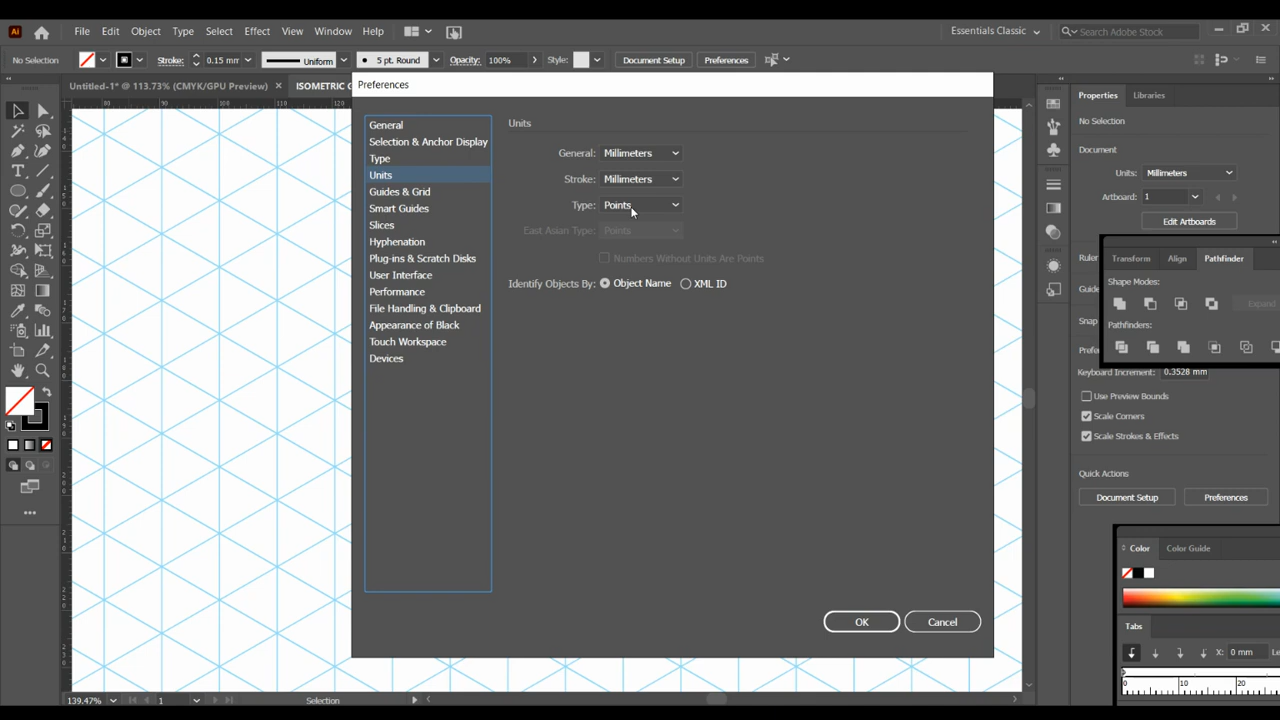 Ai
File Edit Object Type Select Effect View Window Help
Essentials Classic
Search Adobe Stock
No Selection
Stroke: 0.15 mm
Uniform
5 pt. Round
Opacity: 100%
Style:
Document Setup
Preferences
Untitled-1* @ 113.73% (CMYK/GPU Preview) ×
ISOMETRIC
Preferences
80 90 100 110 120
General
Selection & Anchor Display
Type
Units
Guides & Grid
Smart Guides
Slices
Hyphenation
Plug-ins & Scratch Disks
User Interface
Performance
File Handling & Clipboard
Appearance of Black
Touch Workspace
Devices
Units
General: Millimeters
Stroke: Millimeters
Type: Points
East Asian Type: Points
Numbers Without Units Are Points
Identify Objects By: Object Name XML ID
OK
Cancel
Properties
Libraries
No Selection
Document
Units: Millimeters
Artboard: 1
Edit Artboards
Transform
Align
Pathfinder
Shape Modes:
Expand
Pathfinders:
Keyboard Increment: 0.3528 mm
Use Preview Bounds
Scale Corners
Scale Strokes & Effects
Quick Actions
Document Setup
Preferences
Color
Color Guide
Tabs
X: 0 mm
0 10 20
139.47%
1
Selection